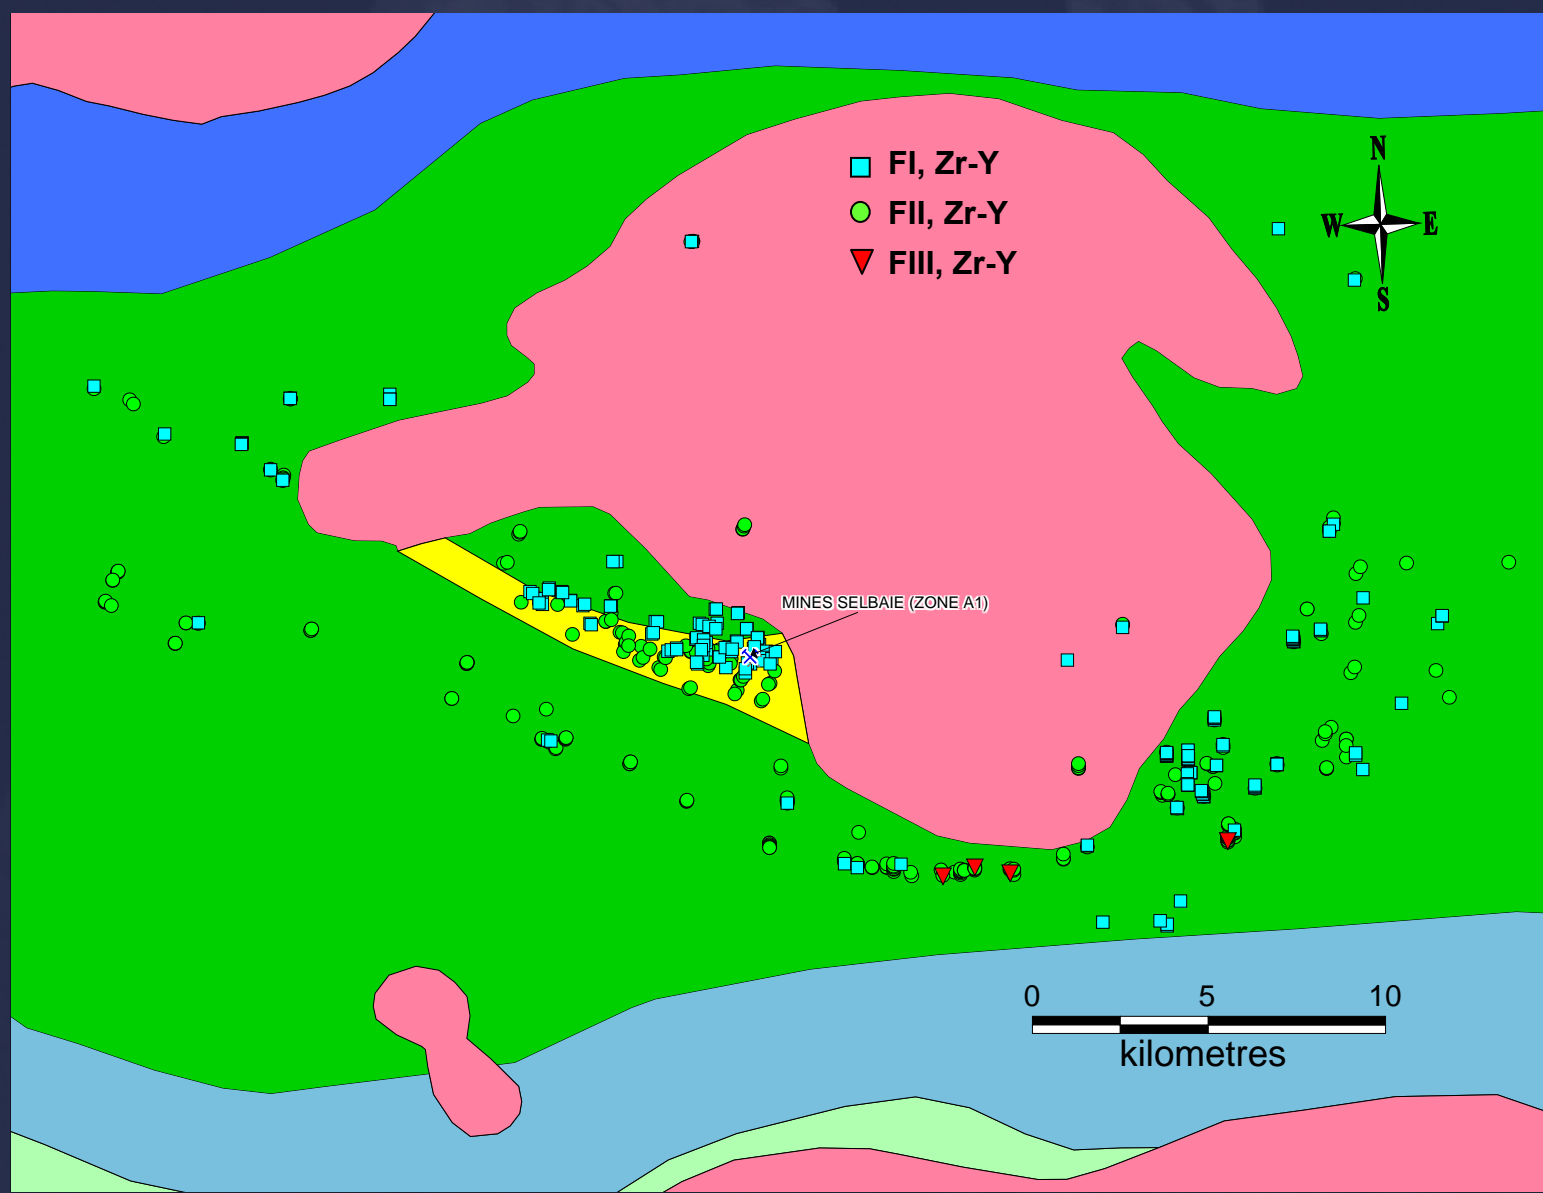 FI, Zr-Y
FII, Zr-Y
FIII, Zr-Y
N
W E
S
MINES SELBAIE (ZONE A1)
0 5 10
kilometres